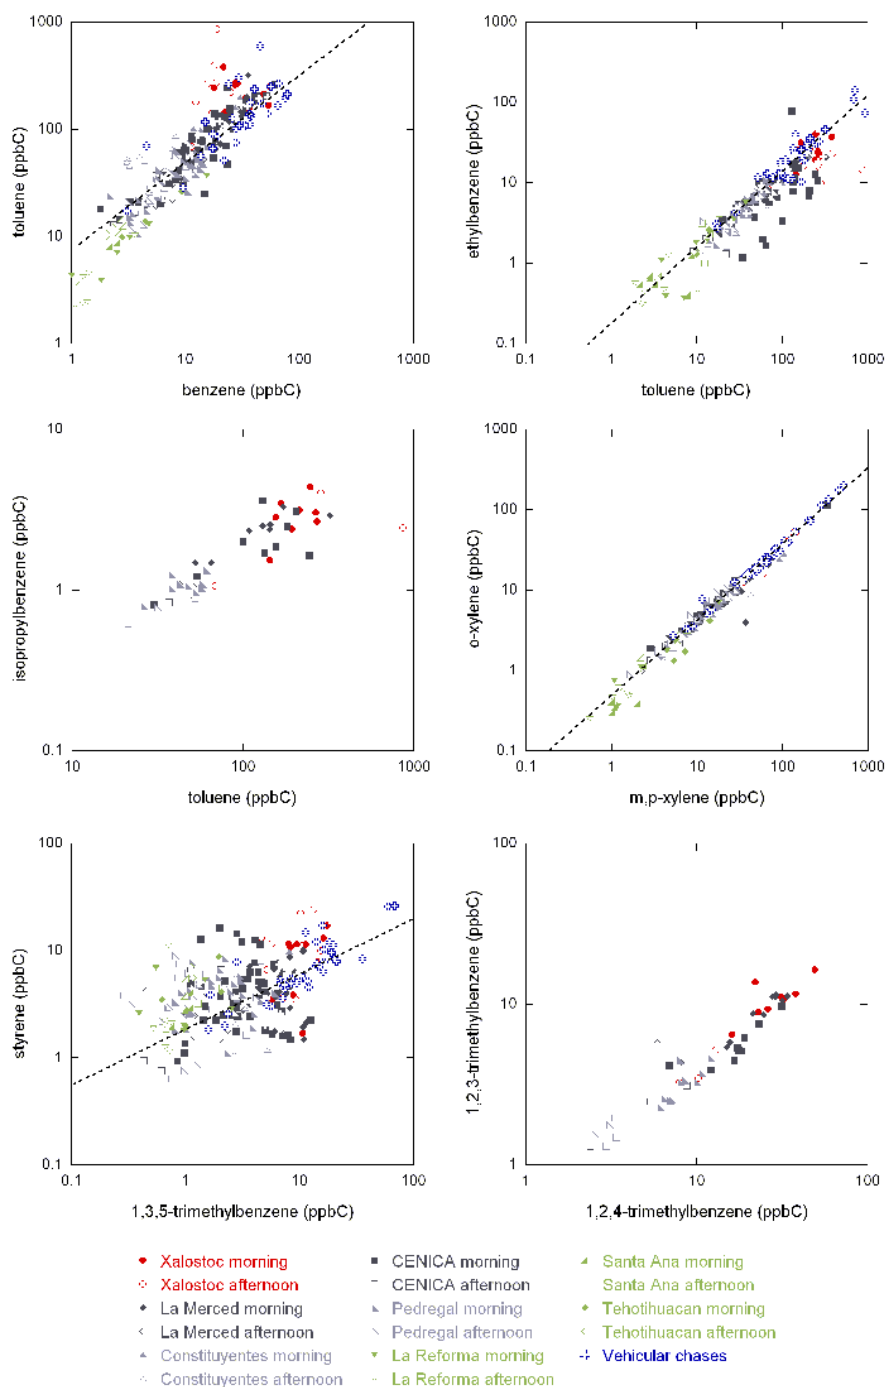 1000
100
10
1
toluene (ppbC)
1 10 100 1000
benzene (ppbC)
1000
100
10
1
0.1
ethylbenzene (ppbC)
0.1 1 10 100 1000
toluene (ppbC)
10
1
0.1
isopropylbenzene (ppbC)
10 100 1000
toluene (ppbC)
1000
100
10
1
0.1
o-xylene (ppbC)
0.1 1 10 100 1000
m,p-xylene (ppbC)
100
10
1
0.1
styrene (ppbC)
0.1 1 10 100
1,3,5-trimethylbenzene (ppbC)
100
10
1
1,2,3-trimethylbenzene (ppbC)
1 10 100
1,2,4-trimethylbenzene (ppbC)
Xalostoc morning
Xalostoc afternoon
La Merced morning
La Merced afternoon
Constituyentes morning
Constituyentes afternoon
CENICA morning
CENICA afternoon
Pedregal morning
Pedregal afternoon
La Reforma morning
La Reforma afternoon
Santa Ana morning
Santa Ana afternoon
Tehotihuacan morning
Tehotihuacan afternoon
Vehicular chases